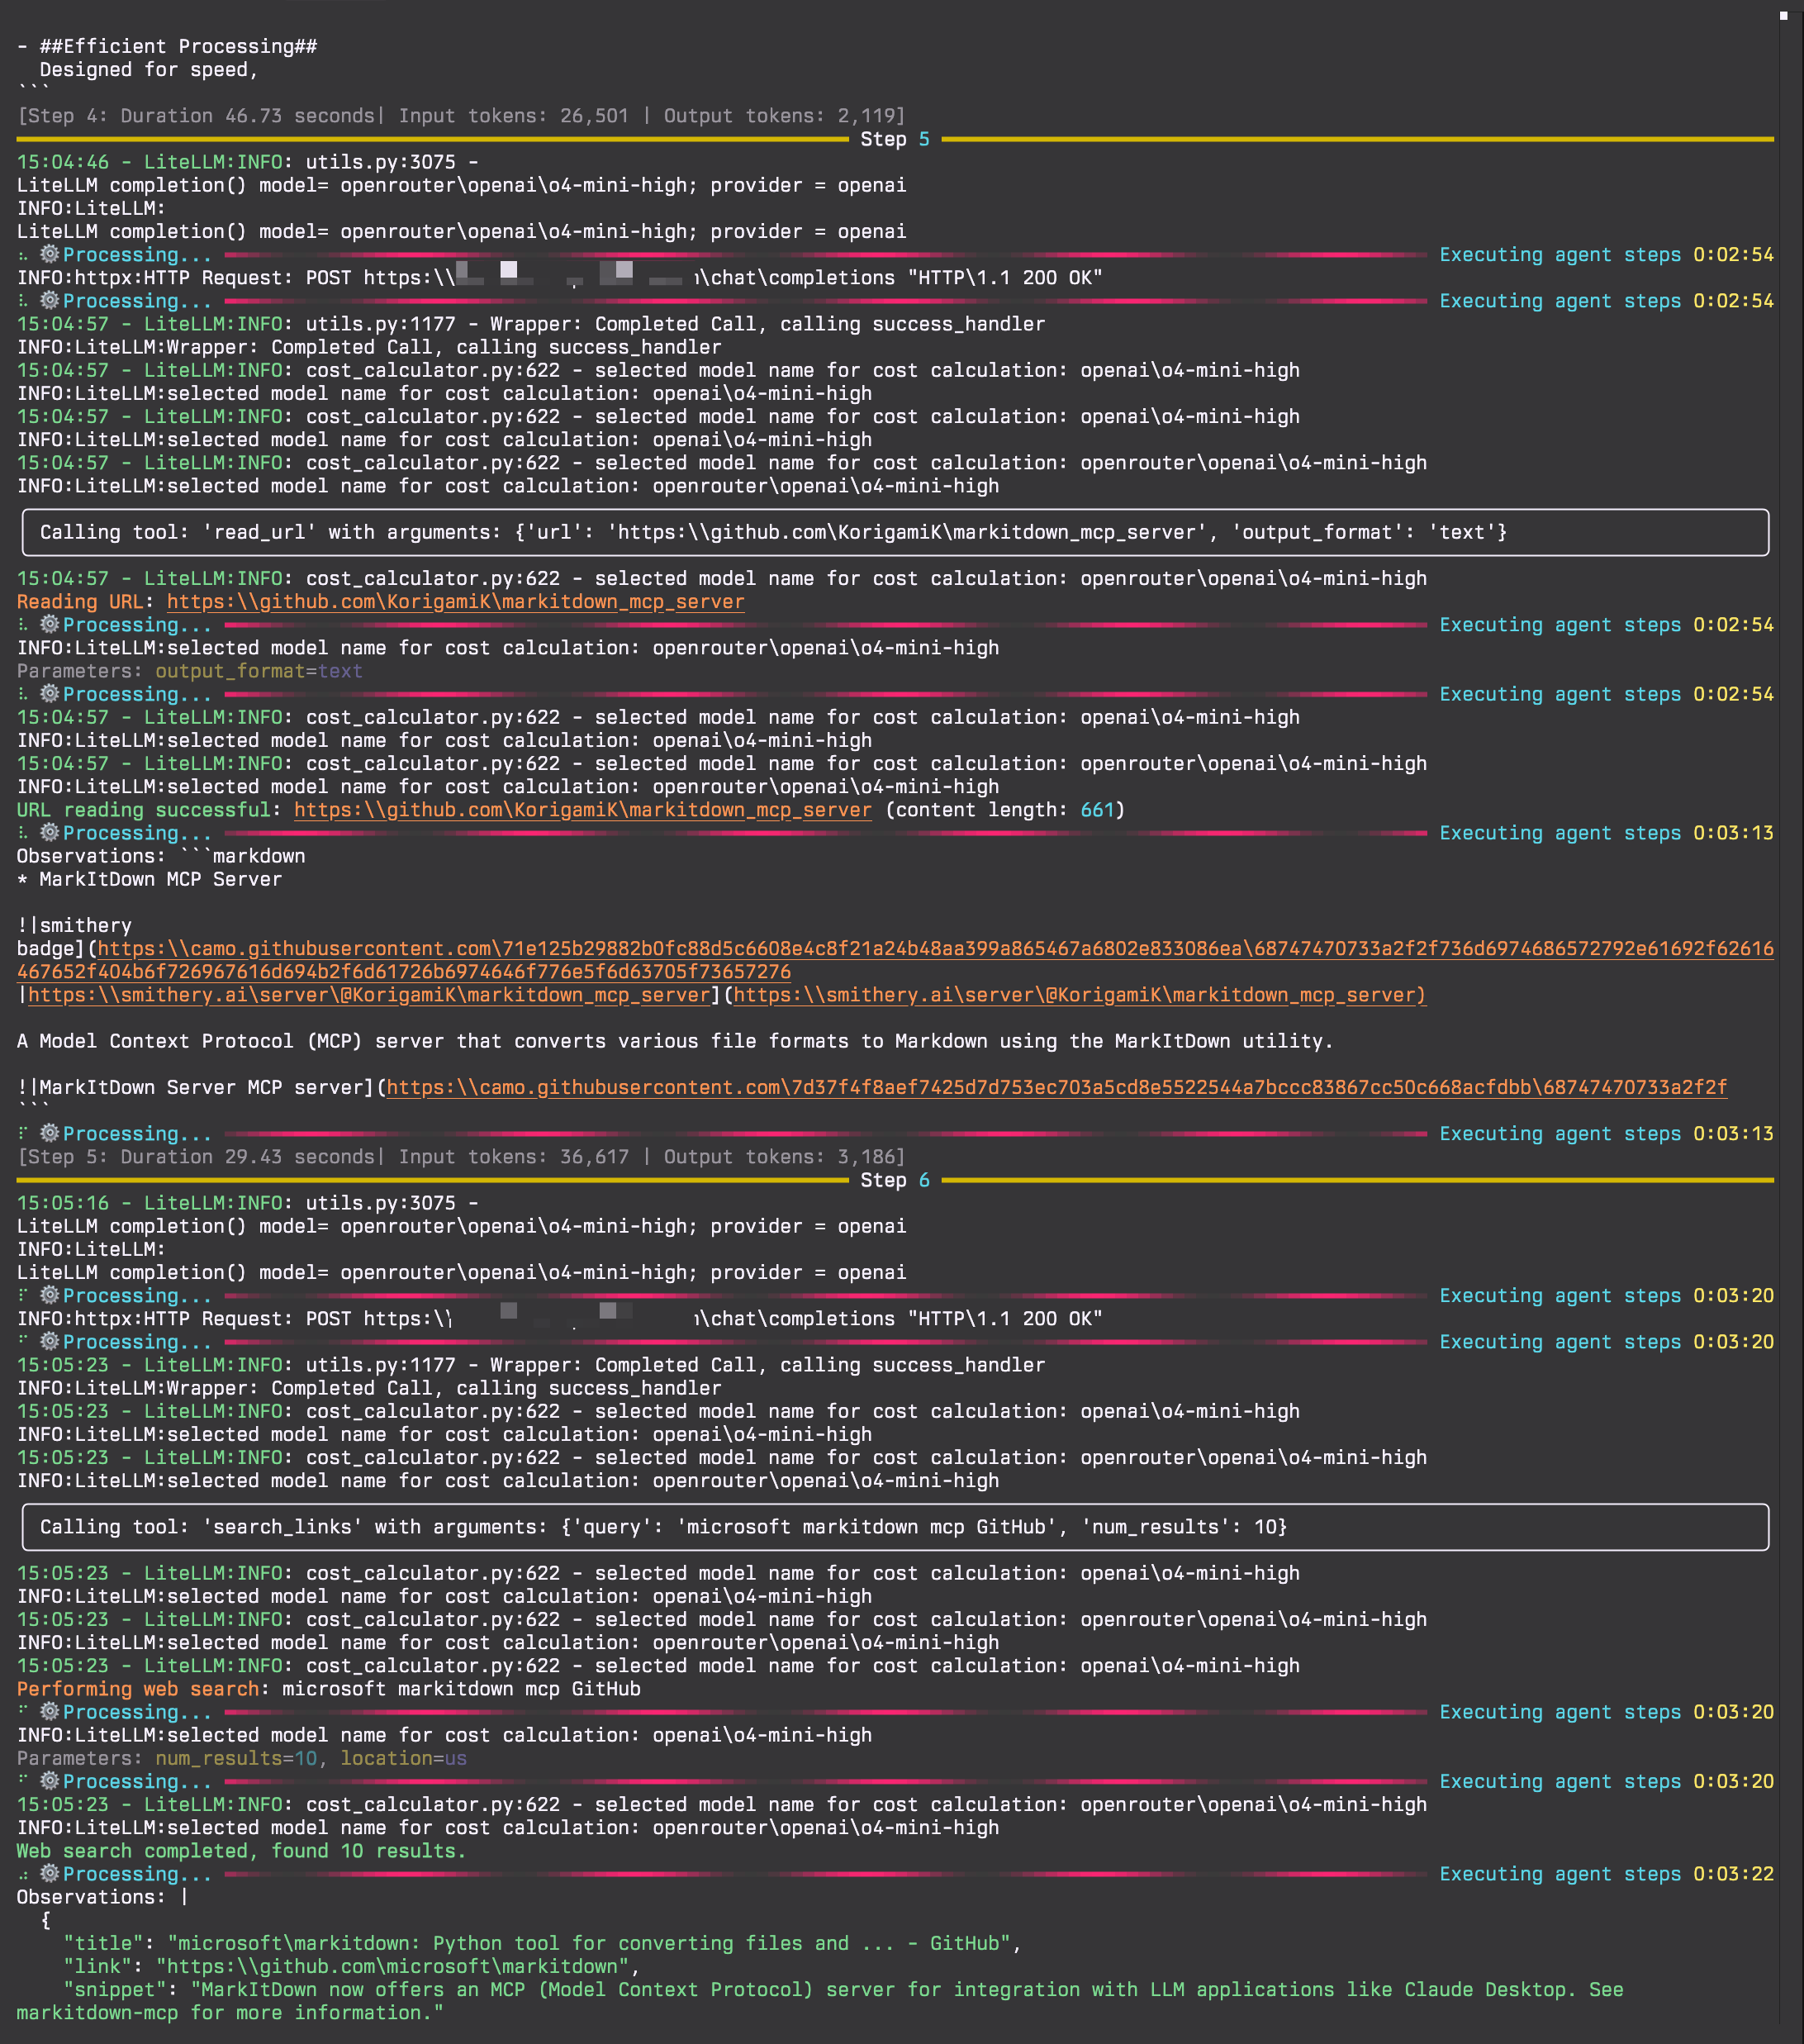 - ##Efficient Processing##
  Designed for speed,
```
[Step 4: Duration 46.73 seconds| Input tokens: 26,501 | Output tokens: 2,119]
Step 5
15:04:46 - LiteLLM:INFO: utils.py:3075 -
LiteLLM completion() model= openrouter\openai\o4-mini-high; provider = openai
INFO:LiteLLM:
LiteLLM completion() model= openrouter\openai\o4-mini-high; provider = openai
Processing... Executing agent steps 0:02:54
INFO:httpx:HTTP Request: POST https:\\ \chat\completions "HTTP\1.1 200 OK"
Processing... Executing agent steps 0:02:54
15:04:57 - LiteLLM:INFO: utils.py:1177 - Wrapper: Completed Call, calling success_handler
INFO:LiteLLM:Wrapper: Completed Call, calling success_handler
15:04:57 - LiteLLM:INFO: cost_calculator.py:622 - selected model name for cost calculation: openai\o4-mini-high
INFO:LiteLLM:selected model name for cost calculation: openai\o4-mini-high
15:04:57 - LiteLLM:INFO: cost_calculator.py:622 - selected model name for cost calculation: openai\o4-mini-high
INFO:LiteLLM:selected model name for cost calculation: openai\o4-mini-high
15:04:57 - LiteLLM:INFO: cost_calculator.py:622 - selected model name for cost calculation: openrouter\openai\o4-mini-high
INFO:LiteLLM:selected model name for cost calculation: openrouter\openai\o4-mini-high
Calling tool: 'read_url' with arguments: {'url': 'https:\\github.com\KorigamiK\markitdown_mcp_server', 'output_format': 'text'}
15:04:57 - LiteLLM:INFO: cost_calculator.py:622 - selected model name for cost calculation: openrouter\openai\o4-mini-high
Reading URL: https:\\github.com\KorigamiK\markitdown_mcp_server
Processing... Executing agent steps 0:02:54
INFO:LiteLLM:selected model name for cost calculation: openrouter\openai\o4-mini-high
Parameters: output_format=text
Processing... Executing agent steps 0:02:54
15:04:57 - LiteLLM:INFO: cost_calculator.py:622 - selected model name for cost calculation: openai\o4-mini-high
INFO:LiteLLM:selected model name for cost calculation: openai\o4-mini-high
15:04:57 - LiteLLM:INFO: cost_calculator.py:622 - selected model name for cost calculation: openrouter\openai\o4-mini-high
INFO:LiteLLM:selected model name for cost calculation: openrouter\openai\o4-mini-high
URL reading successful: https:\\github.com\KorigamiK\markitdown_mcp_server (content length: 661)
Processing... Executing agent steps 0:03:13
Observations: ```markdown
* MarkItDown MCP Server
!|smithery
badge](https:\\camo.githubusercontent.com\71e125b29882b0fc88d5c6608e4c8f21a24b48aa399a865467a6802e833086ea\68747470733a2f2f736d6974686572792e61692f62616
467652f404b6f726967616d694b2f6d61726b6974646f776e5f6d63705f73657276
|https:\\smithery.ai\server\@KorigamiK\markitdown_mcp_server](https:\\smithery.ai\server\@KorigamiK\markitdown_mcp_server)
A Model Context Protocol (MCP) server that converts various file formats to Markdown using the MarkItDown utility.
!|MarkItDown Server MCP server](https:\\camo.githubusercontent.com\7d37f4f8aef7425d7d753ec703a5cd8e5522544a7bccc83867cc50c668acfdbb\68747470733a2f2f
```
Processing... Executing agent steps 0:03:13
[Step 5: Duration 29.43 seconds| Input tokens: 36,617 | Output tokens: 3,186]
Step 6
15:05:16 - LiteLLM:INFO: utils.py:3075 -
LiteLLM completion() model= openrouter\openai\o4-mini-high; provider = openai
INFO:LiteLLM:
LiteLLM completion() model= openrouter\openai\o4-mini-high; provider = openai
Processing... Executing agent steps 0:03:20
INFO:httpx:HTTP Request: POST https:\\ \chat\completions "HTTP\1.1 200 OK"
Processing... Executing agent steps 0:03:20
15:05:23 - LiteLLM:INFO: utils.py:1177 - Wrapper: Completed Call, calling success_handler
INFO:LiteLLM:Wrapper: Completed Call, calling success_handler
15:05:23 - LiteLLM:INFO: cost_calculator.py:622 - selected model name for cost calculation: openai\o4-mini-high
INFO:LiteLLM:selected model name for cost calculation: openai\o4-mini-high
15:05:23 - LiteLLM:INFO: cost_calculator.py:622 - selected model name for cost calculation: openrouter\openai\o4-mini-high
INFO:LiteLLM:selected model name for cost calculation: openrouter\openai\o4-mini-high
Calling tool: 'search_links' with arguments: {'query': 'microsoft markitdown mcp GitHub', 'num_results': 10}
15:05:23 - LiteLLM:INFO: cost_calculator.py:622 - selected model name for cost calculation: openai\o4-mini-high
INFO:LiteLLM:selected model name for cost calculation: openai\o4-mini-high
15:05:23 - LiteLLM:INFO: cost_calculator.py:622 - selected model name for cost calculation: openrouter\openai\o4-mini-high
INFO:LiteLLM:selected model name for cost calculation: openrouter\openai\o4-mini-high
15:05:23 - LiteLLM:INFO: cost_calculator.py:622 - selected model name for cost calculation: openai\o4-mini-high
Performing web search: microsoft markitdown mcp GitHub
Processing... Executing agent steps 0:03:20
INFO:LiteLLM:selected model name for cost calculation: openai\o4-mini-high
Parameters: num_results=10, location=us
Processing... Executing agent steps 0:03:20
15:05:23 - LiteLLM:INFO: cost_calculator.py:622 - selected model name for cost calculation: openrouter\openai\o4-mini-high
INFO:LiteLLM:selected model name for cost calculation: openrouter\openai\o4-mini-high
Web search completed, found 10 results.
Processing... Executing agent steps 0:03:22
Observations: |
  {
    "title": "microsoft\markitdown: Python tool for converting files and ... - GitHub",
    "link": "https:\\github.com\microsoft\markitdown",
    "snippet": "MarkItDown now offers an MCP (Model Context Protocol) server for integration with LLM applications like Claude Desktop. See
markitdown-mcp for more information."